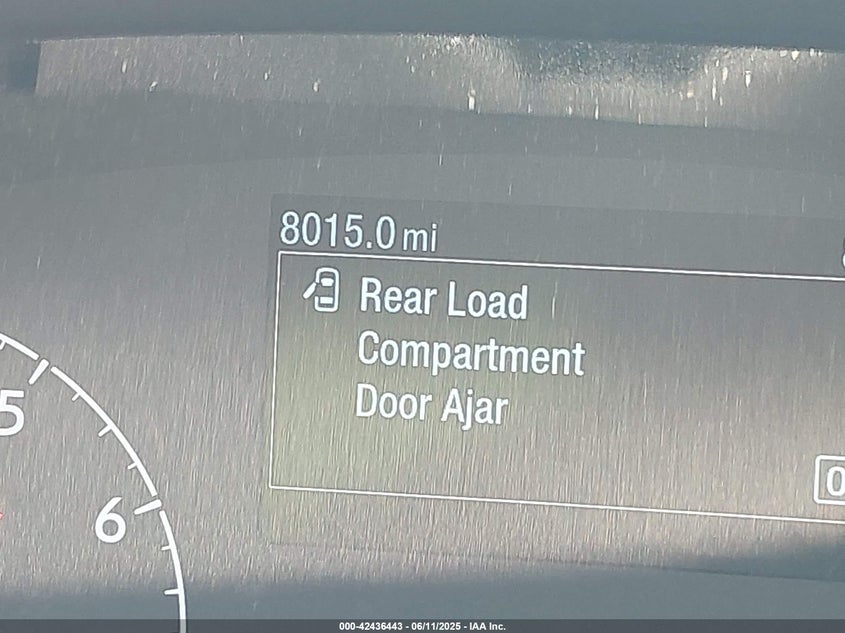 8015.0 mi
Rear Load
Compartment
Door Ajar
5
6
000-42436443 - 06/11/2025 - IAA Inc.